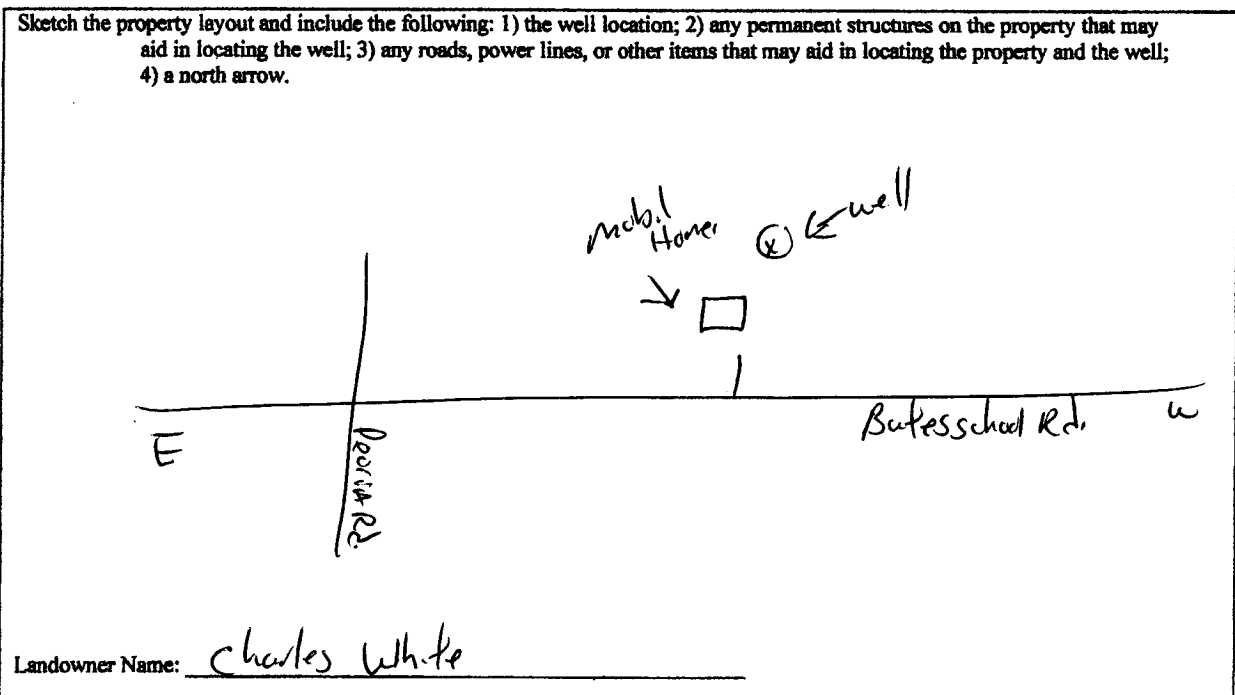 Sketch the property layout and include the following: 1) the well location; 2) any permanent structures on the property that may
aid in locating the well; 3) any roads, power lines, or other items that may aid in locating the property and the well;
4) a north arrow.
well
Mobil
Home
x
Batesschool Rd.
W
E
Peoria Rd.
Landowner Name: Charles White